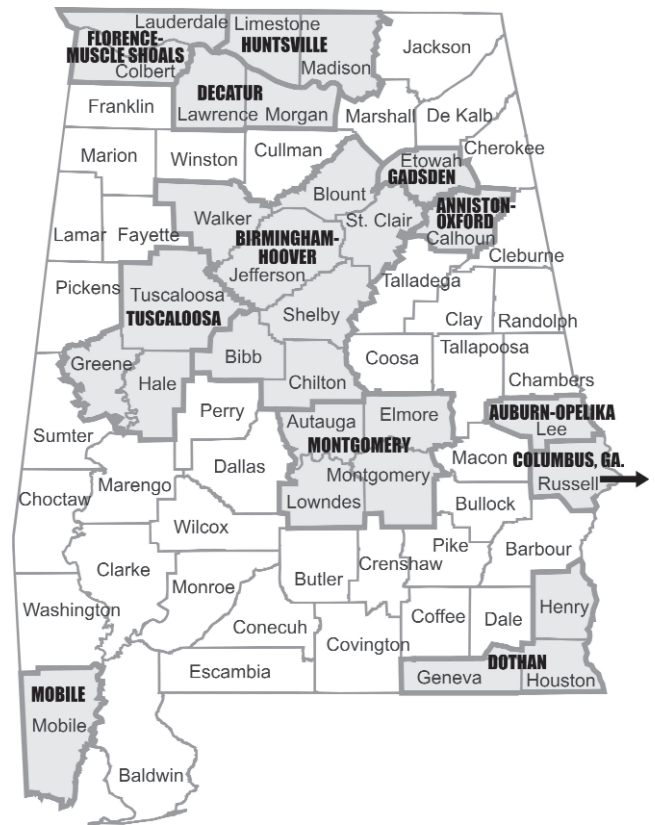 Lauderdale
Limestone
FLORENCE-
MUSCLE SHOALS
HUNTSVILLE
Jackson
Colbert
Madison
DECATUR
Franklin
Lawrence
Morgan
Marshall
De Kalb
Marion
Winston
Cullman
Cherokee
Etowah
GADSDEN
Blount
Walker
St. Clair
ANNISTON-
OXFORD
Calhoun
Lamar
Fayette
BIRMINGHAM-
HOOVER
Jefferson
Cleburne
Pickens
Tuscaloosa
TUSCALOOSA
Talladega
Shelby
Clay
Randolph
Greene
Bibb
Coosa
Tallapoosa
Hale
Chilton
Chambers
Perry
Autauga
Elmore
AUBURN-OPELIKA
Lee
Sumter
MONTGOMERY
Dallas
Macon
COLUMBUS, GA.
Marengo
Montgomery
Russell
Choctaw
Lowndes
Bullock
Wilcox
Pike
Barbour
Clarke
Crenshaw
Butler
Monroe
Washington
Coffee
Dale
Henry
Conecuh
Covington
Escambia
DOTHAN
Geneva
Houston
MOBILE
Mobile
Baldwin